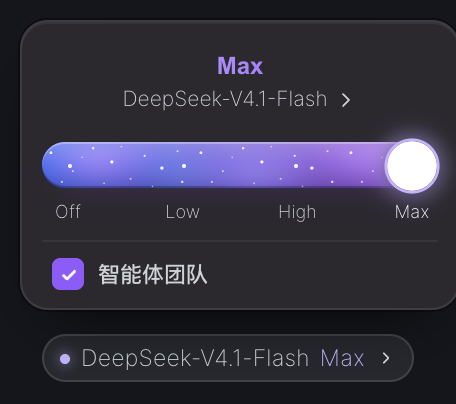 Max
DeepSeek-V4.1-Flash
Off Low High Max
智能体团队
DeepSeek-V4.1-Flash Max